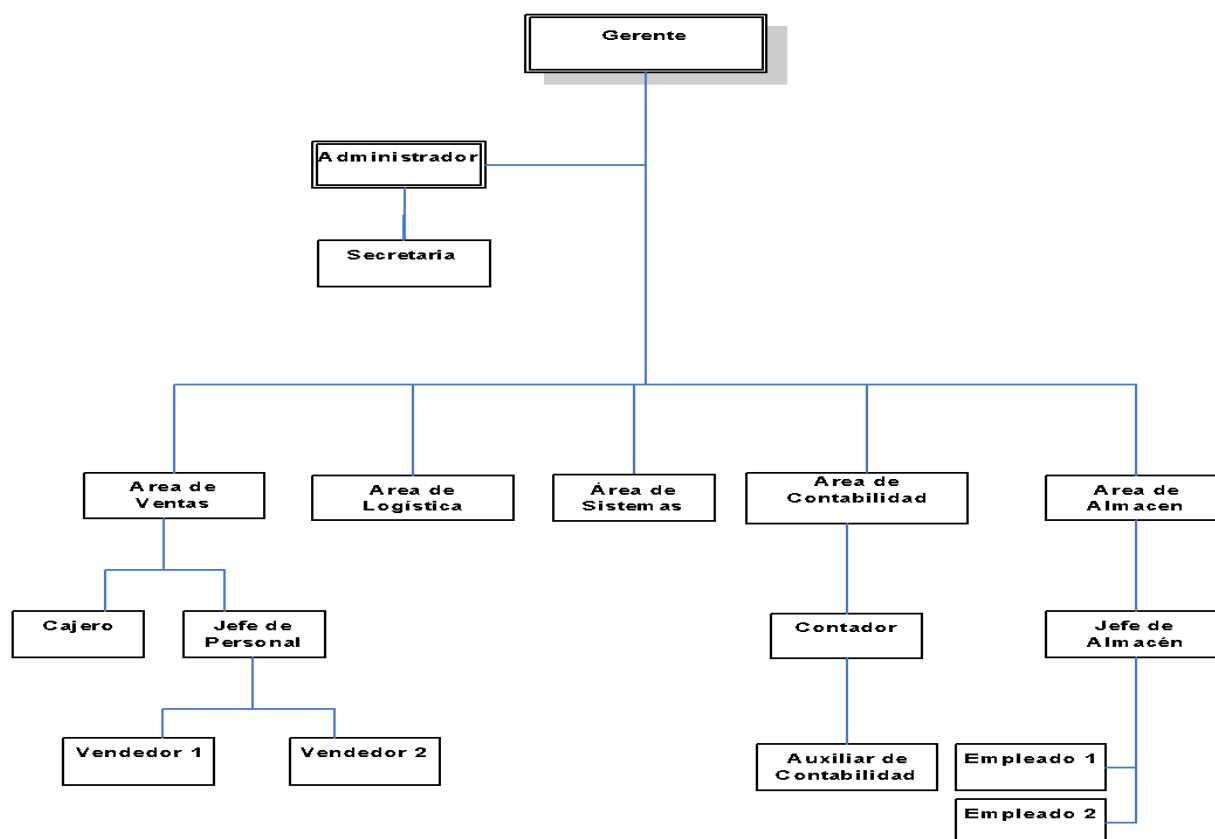 Gerente
Administrador
Secretaria
Area de
Ventas
Area de
Logística
Área de
Sistemas
Area de
Contabilidad
Area de
Almacen
Cajero
Jefe de
Personal
Contador
Jefe de
Almacén
Vendedor 1
Vendedor 2
Auxiliar de
Contabilidad
Empleado 1
Empleado 2